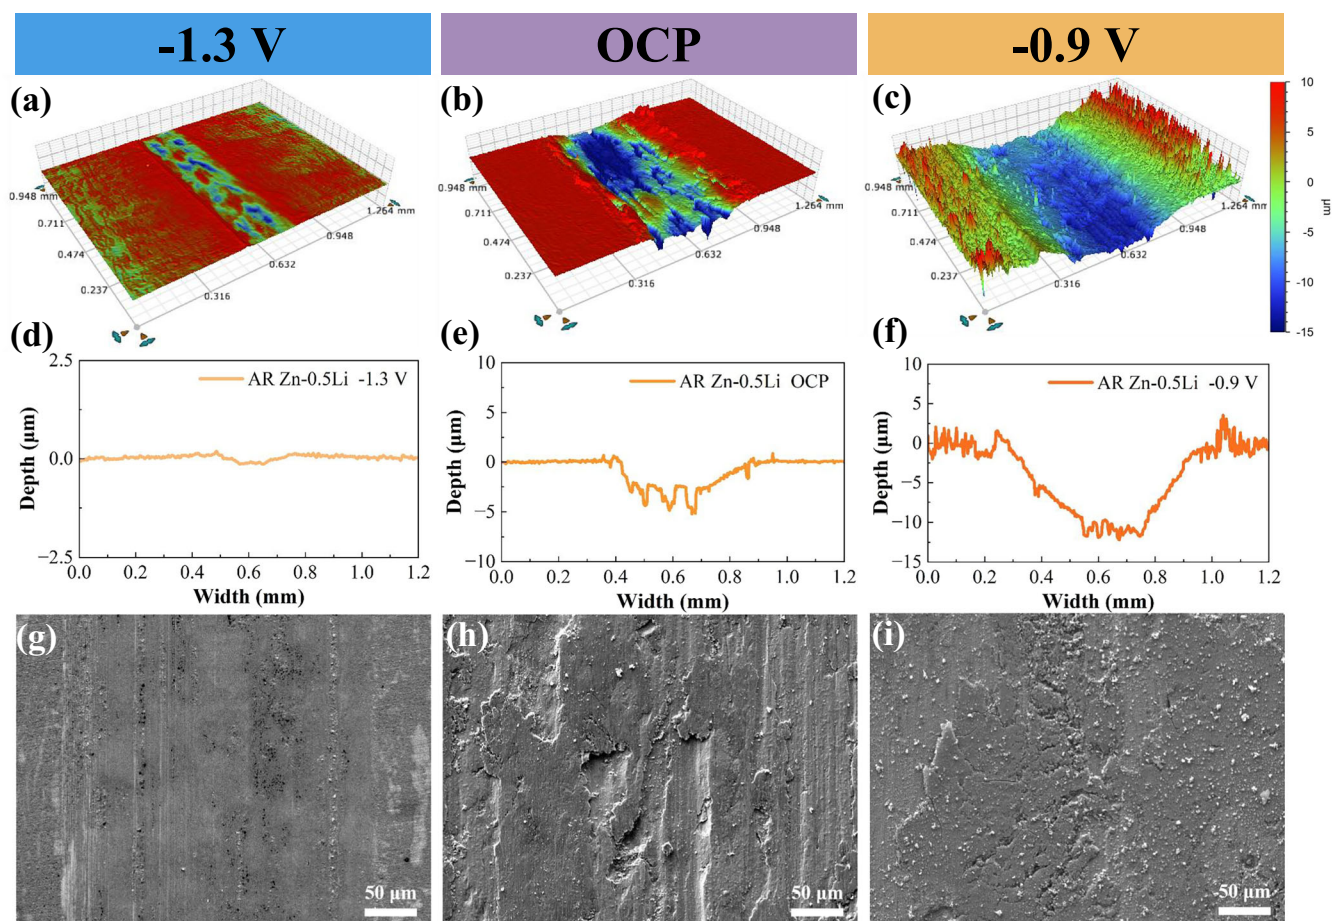 -1.3 V
OCP
-0.9 V
(a)
0.948 mm
0.711
0.474
0.237
0.316
0.632
0.948
1.264 mm
(b)
0.948 mm
0.711
0.474
0.237
0.316
0.632
0.948
1.264 mm
(c)
0.948 mm
0.711
0.474
0.237
0.316
0.632
0.948
1.264 mm
10
5
0
-5
-10
-15
µm
(d)
2.5
0.0
−2.5
Depth (µm)
AR Zn-0.5Li -1.3 V
0.0 0.2 0.4 0.6 0.8 1.0 1.2
Width (mm)
(e)
10
5
0
−5
−10
Depth (µm)
AR Zn-0.5Li OCP
0.0 0.2 0.4 0.6 0.8 1.0 1.2
Width (mm)
(f)
10
5
0
−5
−10
−15
Depth (µm)
AR Zn-0.5Li -0.9 V
0.0 0.2 0.4 0.6 0.8 1.0 1.2
Width (mm)
(g)
50 µm
(h)
50 µm
(i)
50 µm